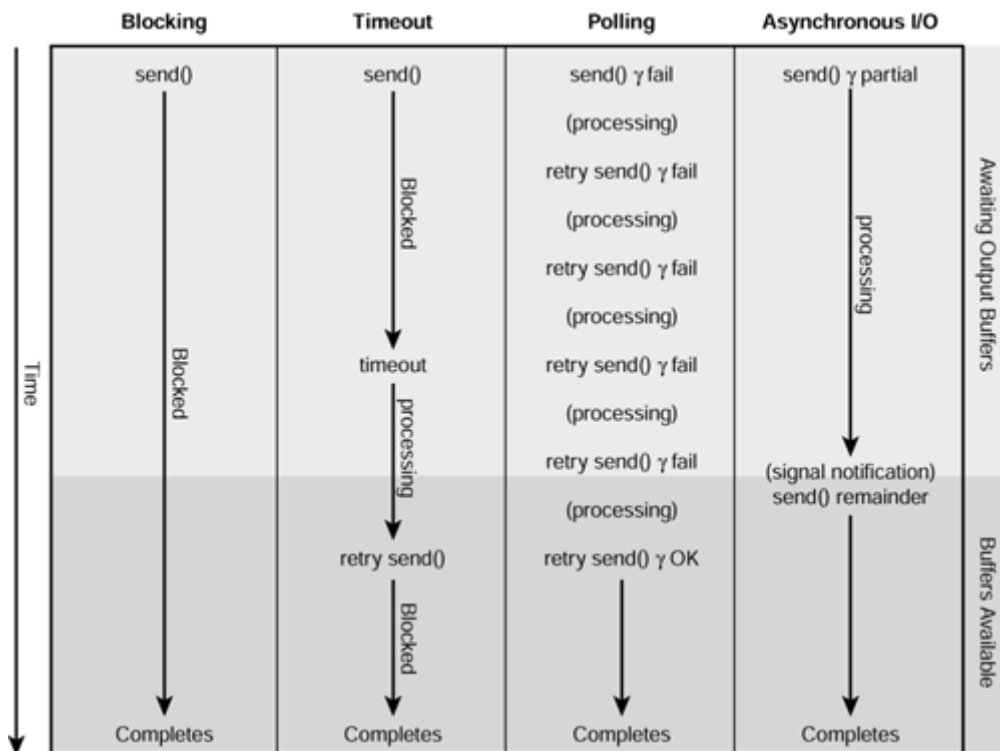 Blocking
Timeout
Polling
Asynchronous I/O
Time
send()
Blocked
Completes
send()
Blocked
timeout
processing
retry send()
Blocked
Completes
send() γ fail
(processing)
retry send() γ fail
(processing)
retry send() γ fail
(processing)
retry send() γ fail
(processing)
retry send() γ fail
(processing)
retry send() γ OK
Completes
send() γ partial
processing
(signal notification)
send() remainder
Completes
Awaiting Output Buffers
Buffers Available